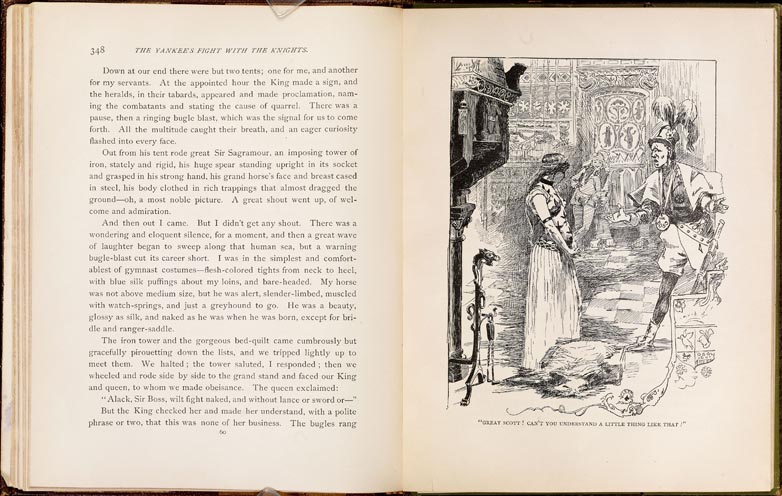 348
THE YANKEE'S FIGHT WITH THE KNIGHTS.
Down at our end there were but two tents; one for me, and another
for my servants. At the appointed hour the King made a sign, and
the heralds, in their tabards, appeared and made proclamation, nam-
ing the combatants and stating the cause of quarrel. There was a
pause, then a ringing bugle blast, which was the signal for us to come
forth. All the multitude caught their breath, and an eager curiosity
flashed into every face.
Out from his tent rode great Sir Sagramour, an imposing tower of
iron, stately and rigid, his huge spear standing upright in its socket
and grasped in his strong hand, his grand horse's face and breast cased
in steel, his body clothed in rich trappings that almost dragged the
ground—oh, a most noble picture. A great shout went up, of wel-
come and admiration.
And then out I came. But I didn't get any shout. There was a
wondering and eloquent silence, for a moment, and then a great wave
of laughter began to sweep along that human sea, but a warning
bugle-blast cut its career short. I was in the simplest and comfort-
ablest of gymnast costumes—flesh-colored tights from neck to heel,
with blue silk puffings about my loins, and bare-headed. My horse
was not above medium size, but he was alert, slender-limbed, muscled
with watch-springs, and just a greyhound to go. He was a beauty,
glossy as silk, and naked as he was when he was born, except for bri-
dle and ranger-saddle.
The iron tower and the gorgeous bed-quilt came cumbrously but
gracefully pirouetting down the lists, and we tripped lightly up to
meet them. We halted; the tower saluted, I responded; then we
wheeled and rode side by side to the grand stand and faced our King
and queen, to whom we made obeisance. The queen exclaimed:
"Alack, Sir Boss, wilt fight naked, and without lance or sword or—"
But the King checked her and made her understand, with a polite
phrase or two, that this was none of her business. The bugles rang
60
"GREAT SCOTT! CAN'T YOU UNDERSTAND A LITTLE THING LIKE THAT?"